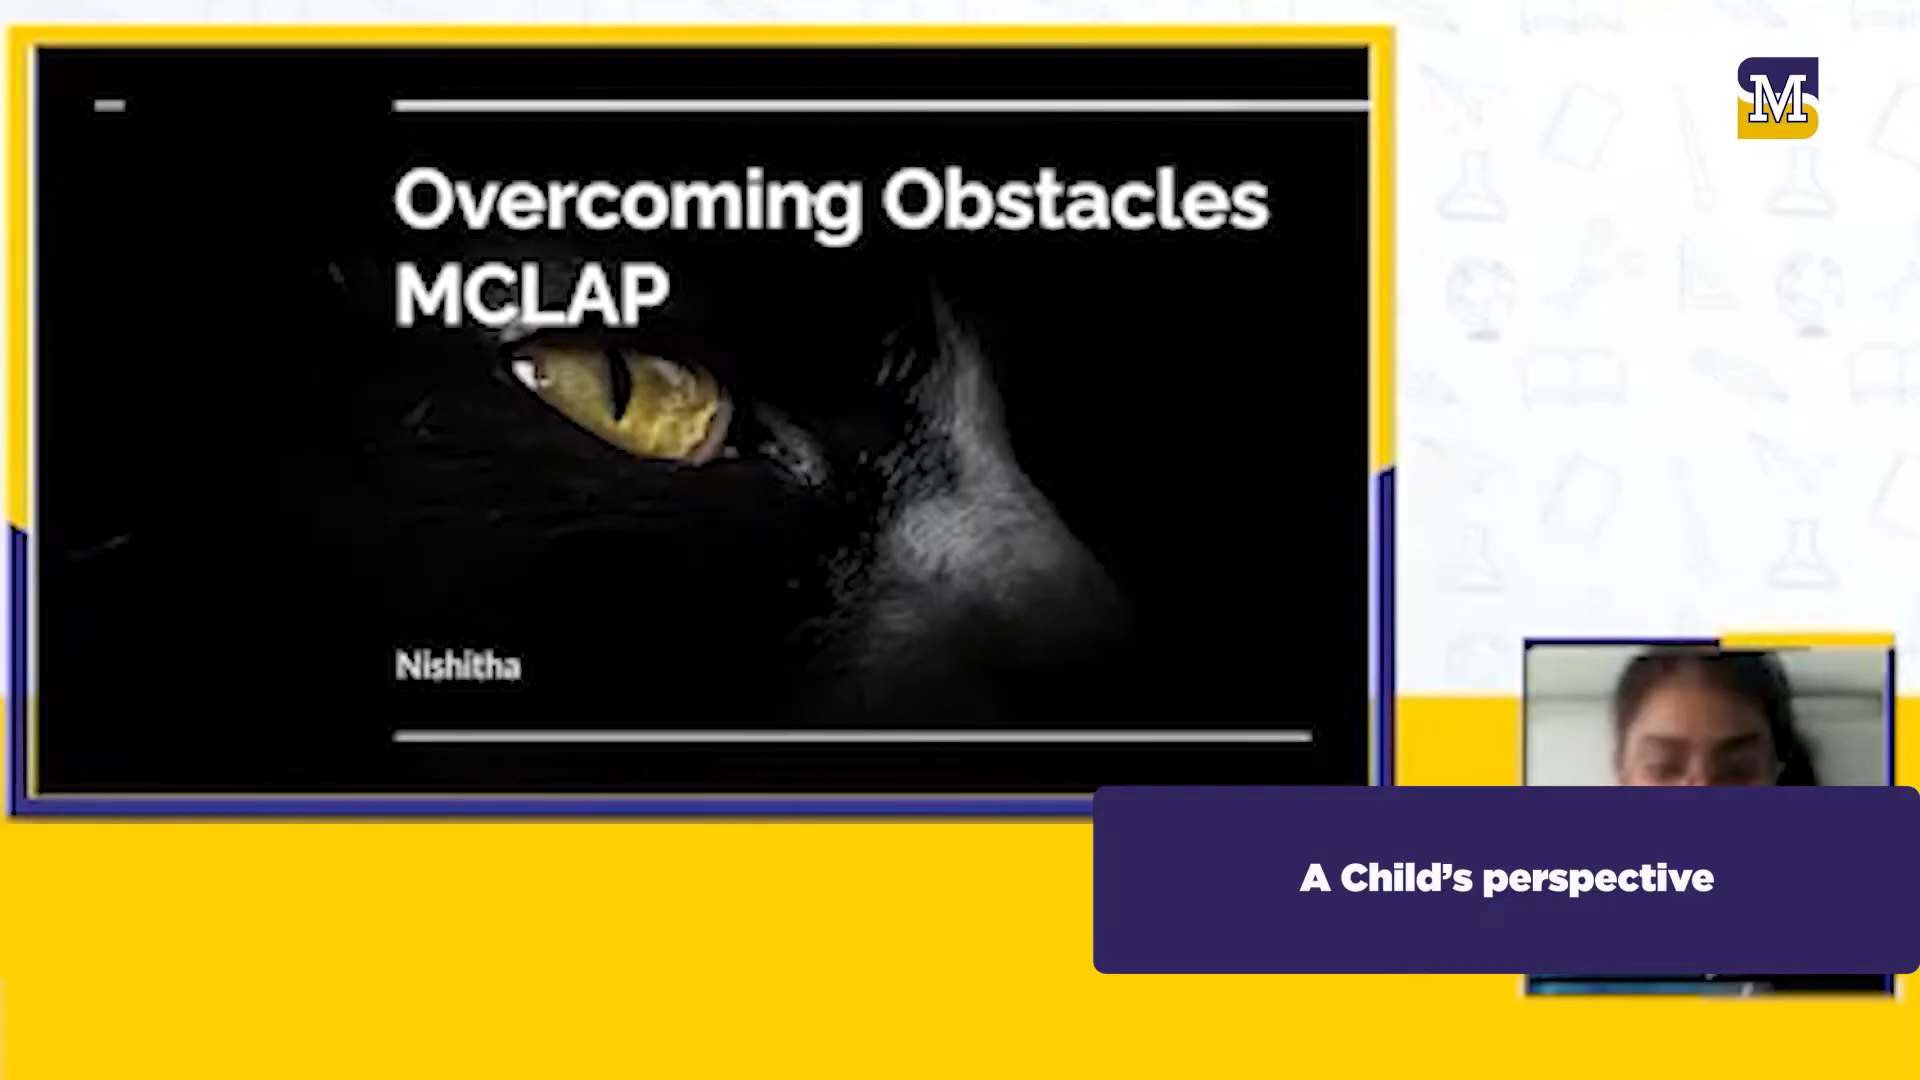 Overcoming Obstacles
MCLAP
Nishitha
M
A Child’s perspective